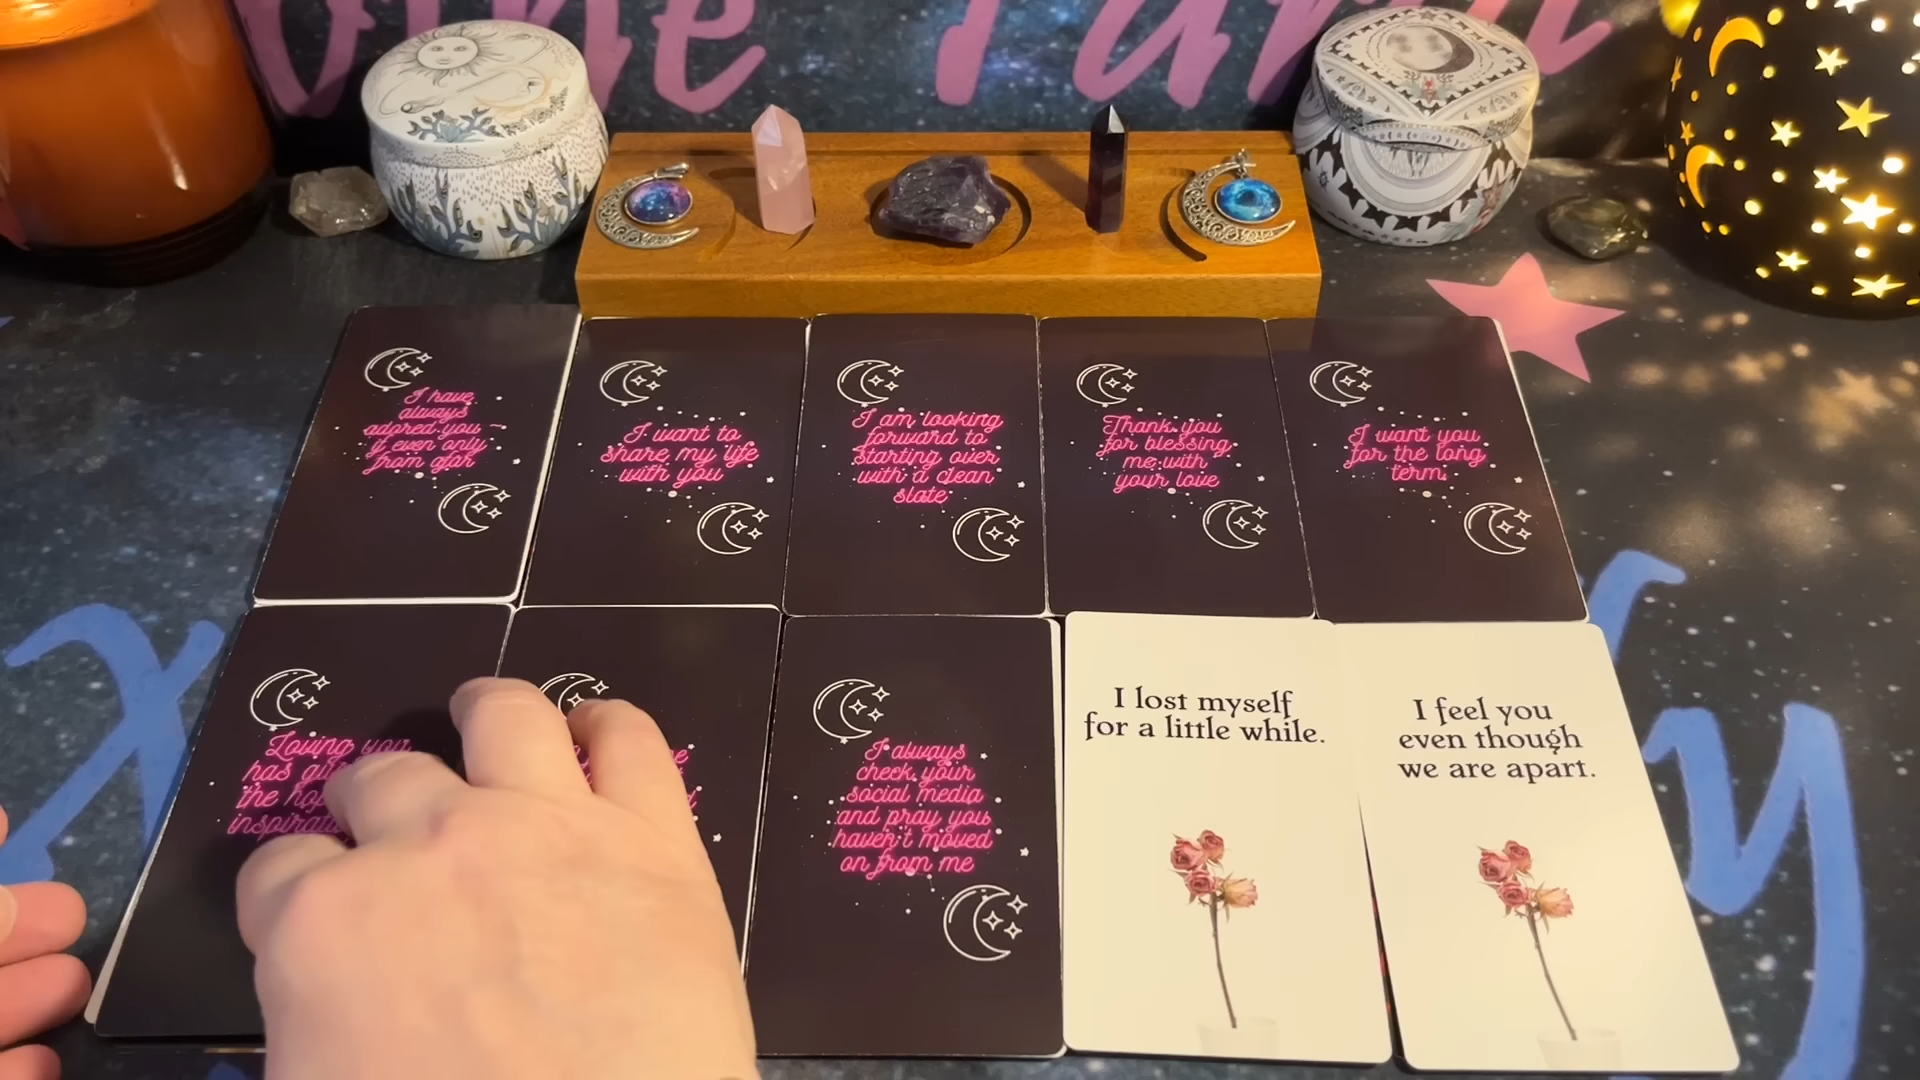 I have
always
adored you –
if even only
from afar
I want to
share my life
with you
I am looking
forward to
starting over
with a clean
slate
Thank you
for blessing
me with
your love
I want you
for the long
term
Loving you
has
the
I always
check your
social media
and pray you
haven't moved
on from me
I lost myself
for a little while.
I feel you
even though
we are apart.